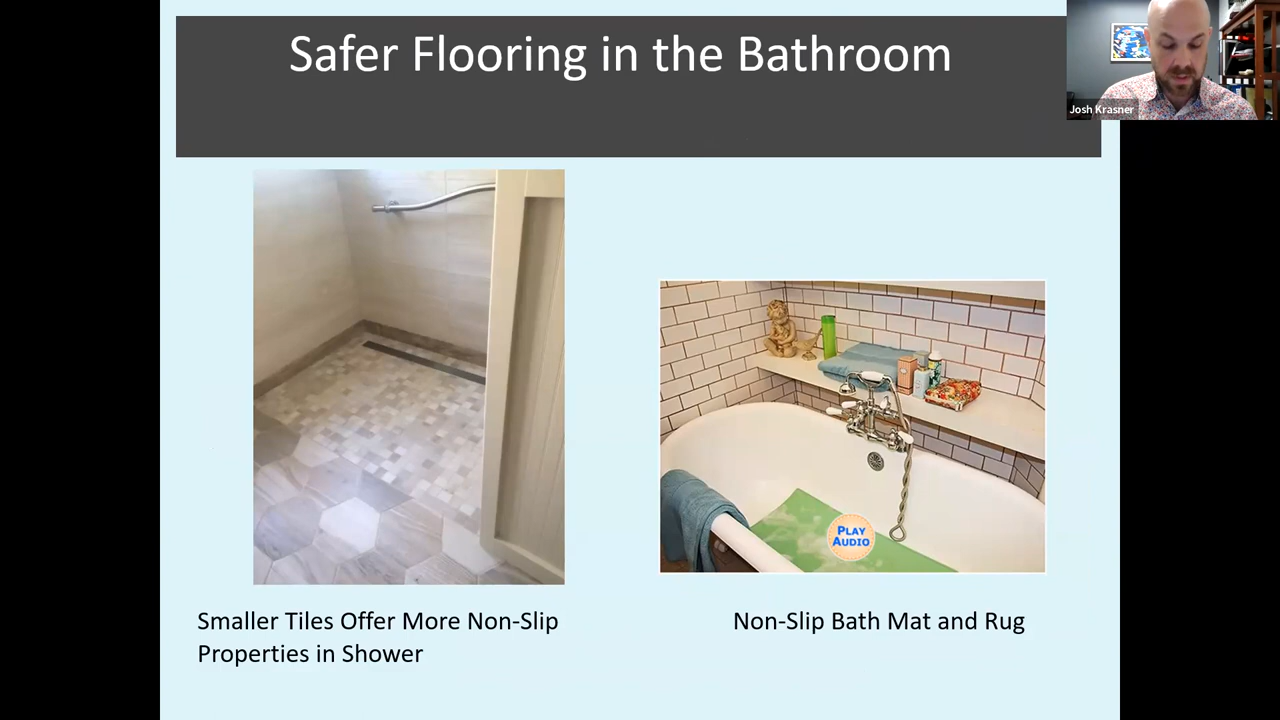 Safer Flooring in the Bathroom
Josh Krasner
PLAY
AUDIO
Smaller Tiles Offer More Non-Slip
Properties in Shower
Non-Slip Bath Mat and Rug